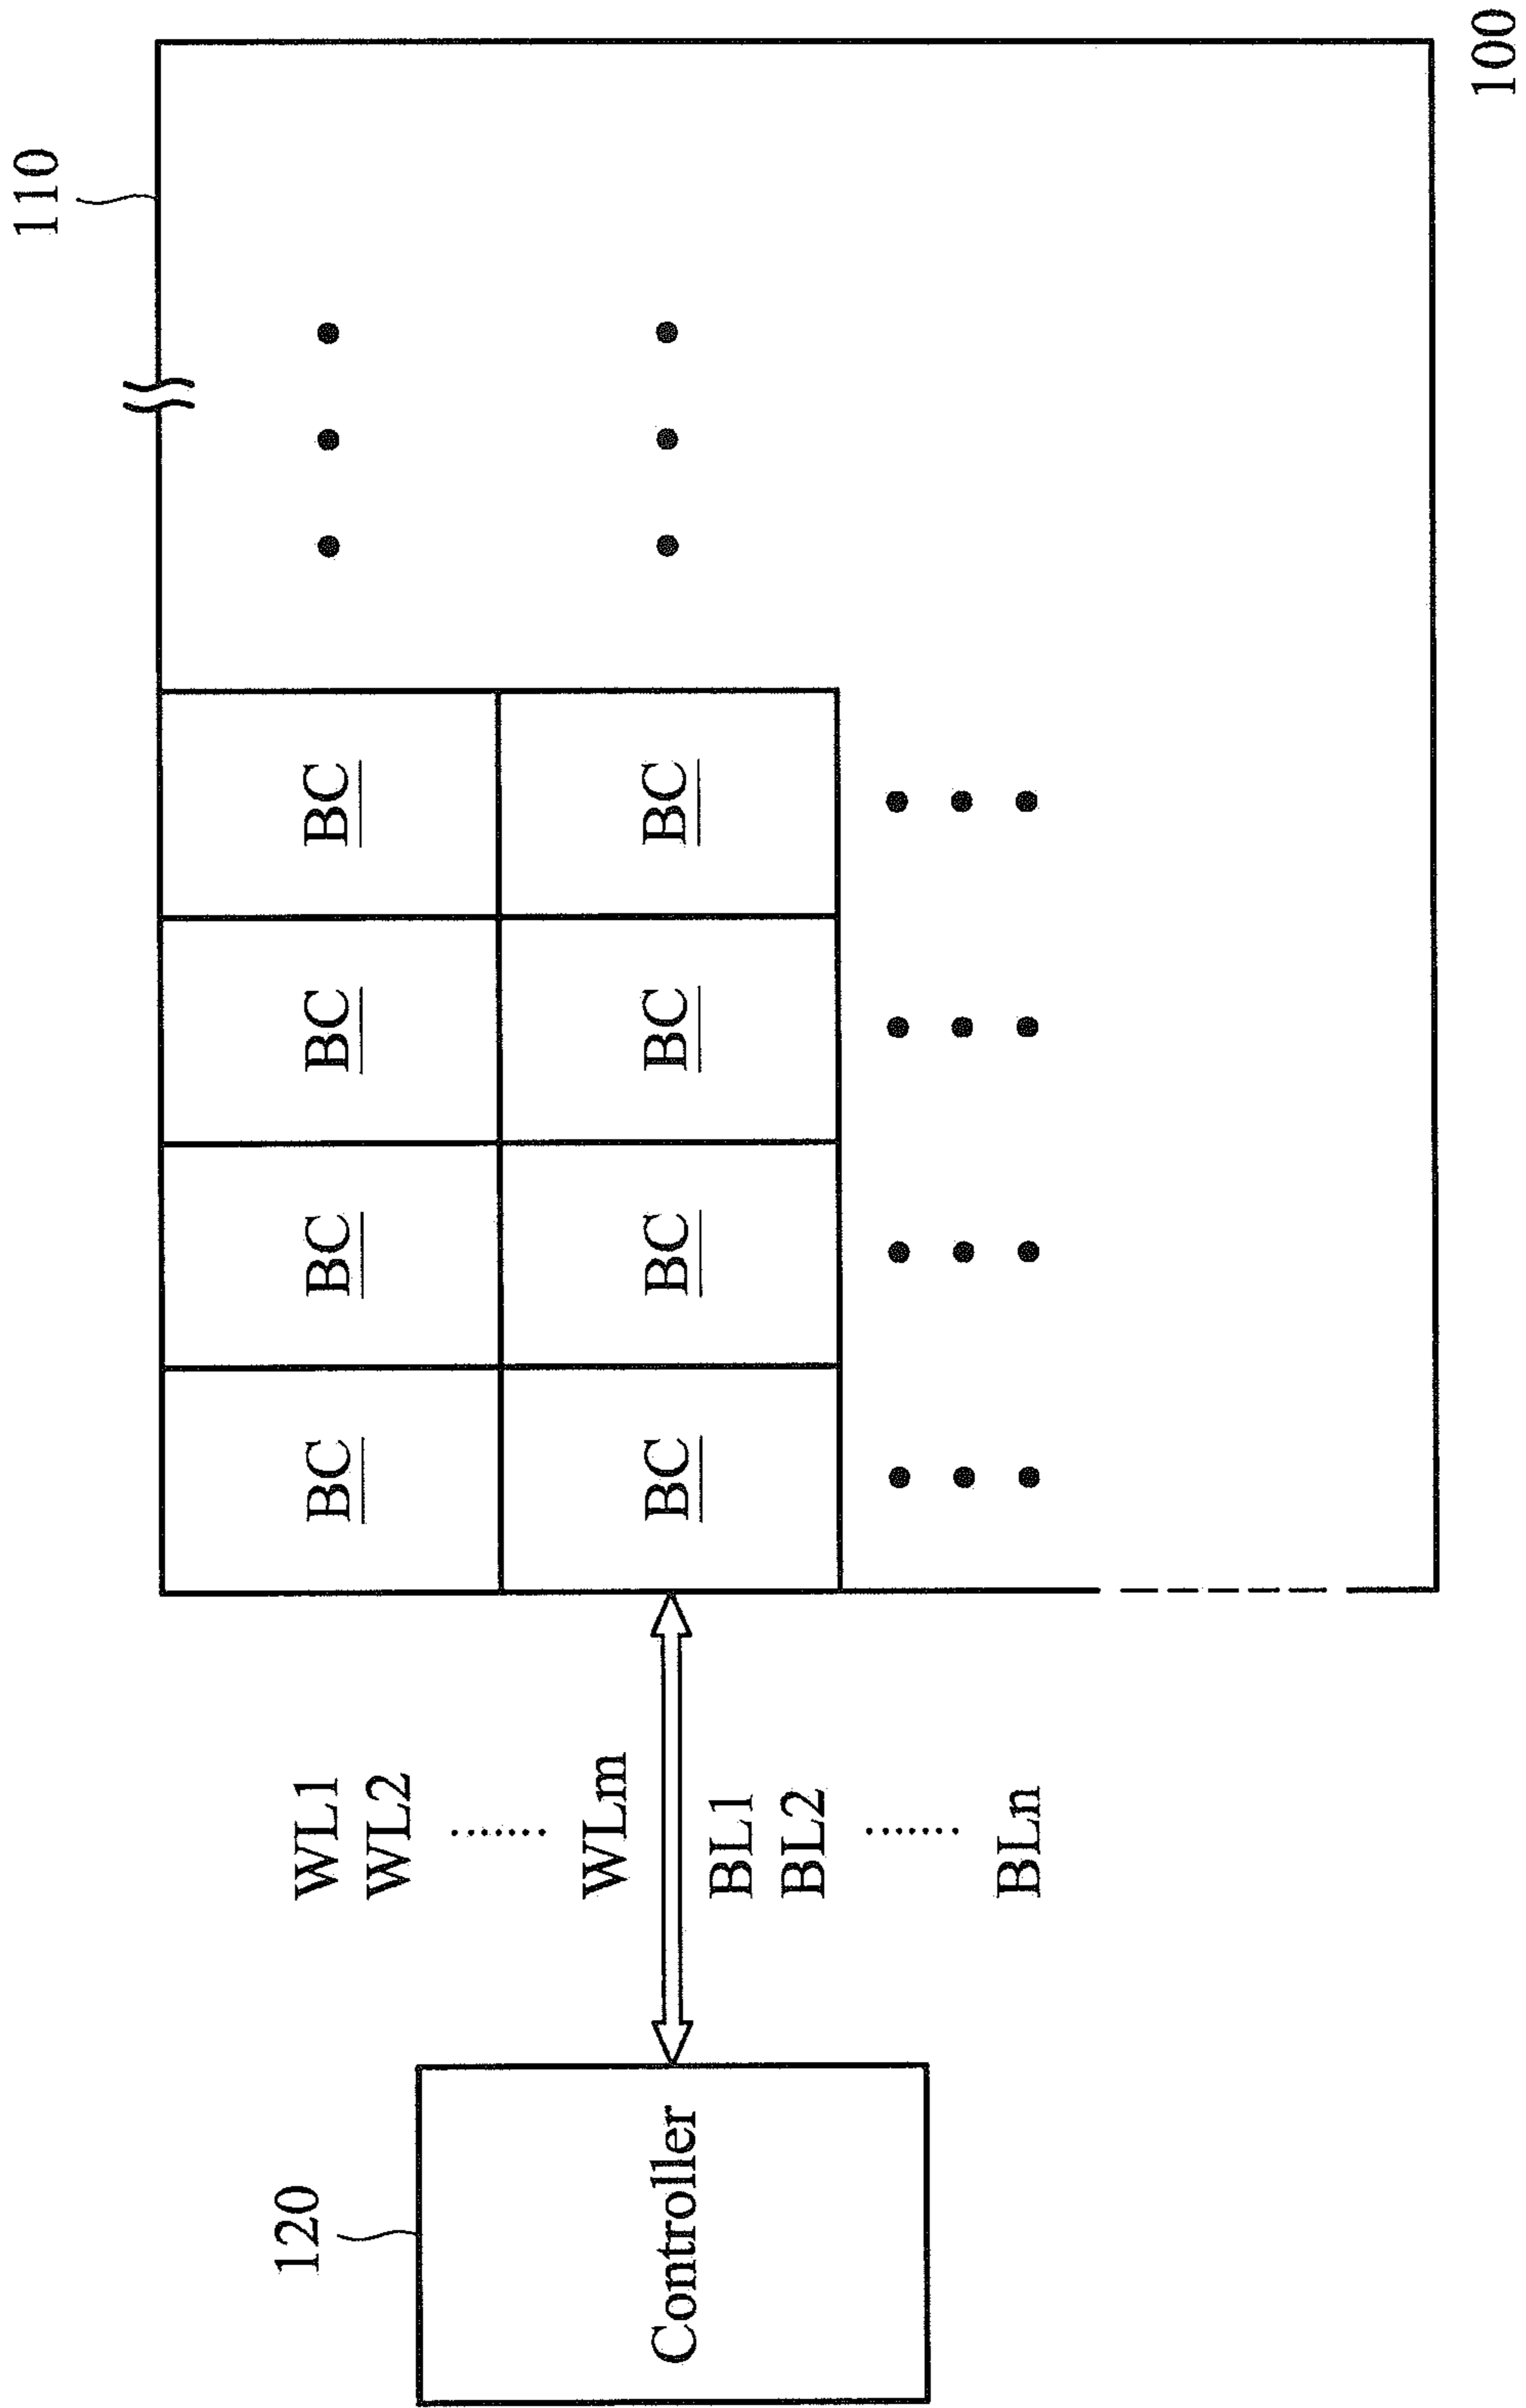 110
120
WL1
WL2
.......
WLm
BL1
BL2
.......
BLn
Controller
BC BC BC BC
BC BC BC BC
100